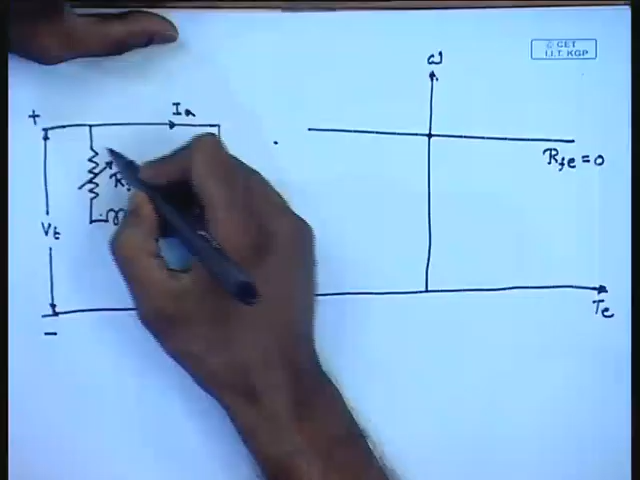 © CET
I.I.T. KGP
ω
+
Ia
Rfe = 0
Vt
Te
−